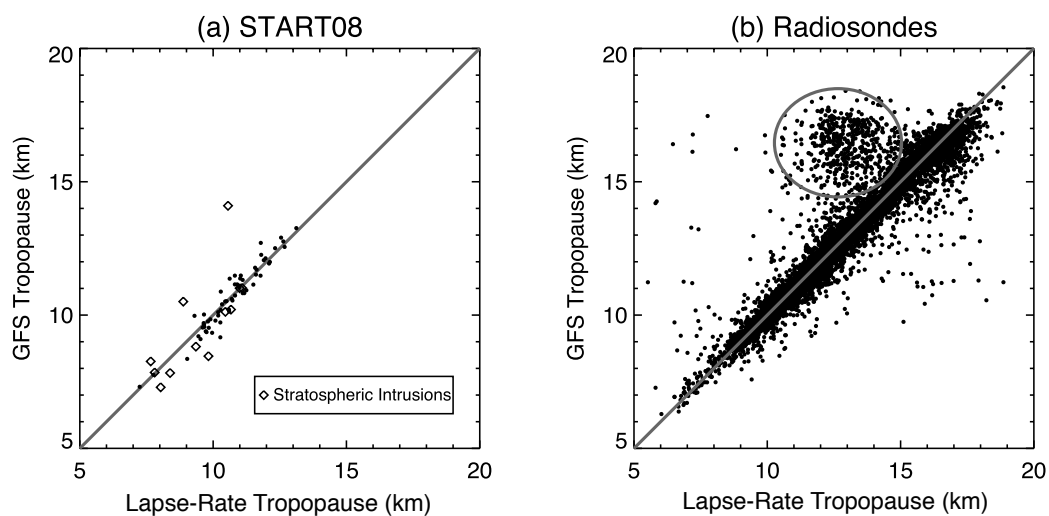 (a) START08
20
15
10
5
GFS Tropopause (km)
◇ Stratospheric Intrusions
5 10 15 20
Lapse-Rate Tropopause (km)
(b) Radiosondes
20
15
10
5
GFS Tropopause (km)
5 10 15 20
Lapse-Rate Tropopause (km)